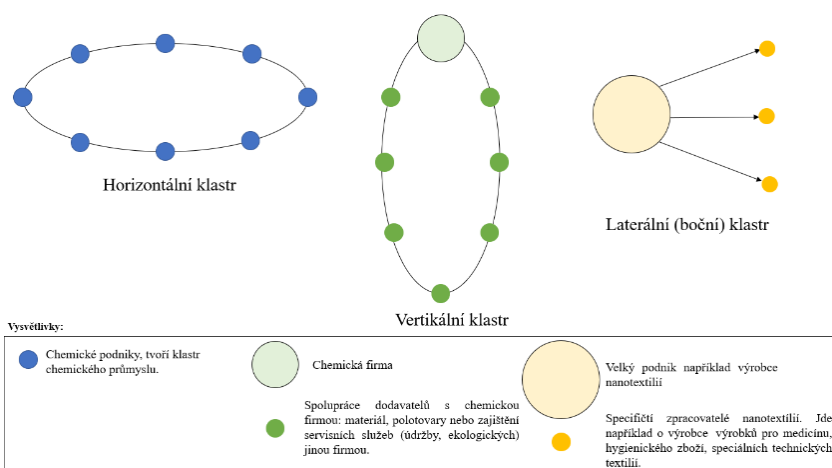 Horizontální klastr
Vertikální klastr
Laterální (boční) klastr
Vysvětlivky:
Chemické podniky, tvoří klastr
chemického průmyslu.
Chemická firma
Spolupráce dodavatelů s chemickou
firmou: materiál, polotovary nebo zajištění
servisních služeb (údržby, ekologických)
jinou firmou.
Velký podnik například výrobce
nanotextilií
Specifičtí zpracovatelé nanotextílií. Jde
například o výrobce výrobků pro medicínu,
hygienického zboží, speciálních technických
textilií.